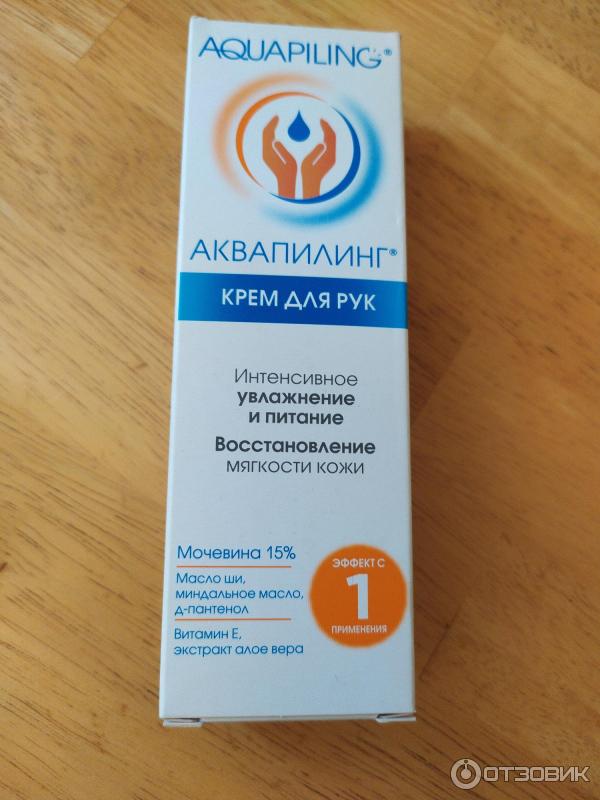 AQUAPILING®
АКВАПИЛИНГ®
КРЕМ ДЛЯ РУК
Интенсивное
увлажнение
и питание
Восстановление
мягкости кожи
Мочевина 15%
Масло ши,
миндальное масло,
д-пантенол
Витамин Е,
экстракт алое вера
ЭФФЕКТ С
1
ПРИМЕНЕНИЯ
ОТЗОВИК